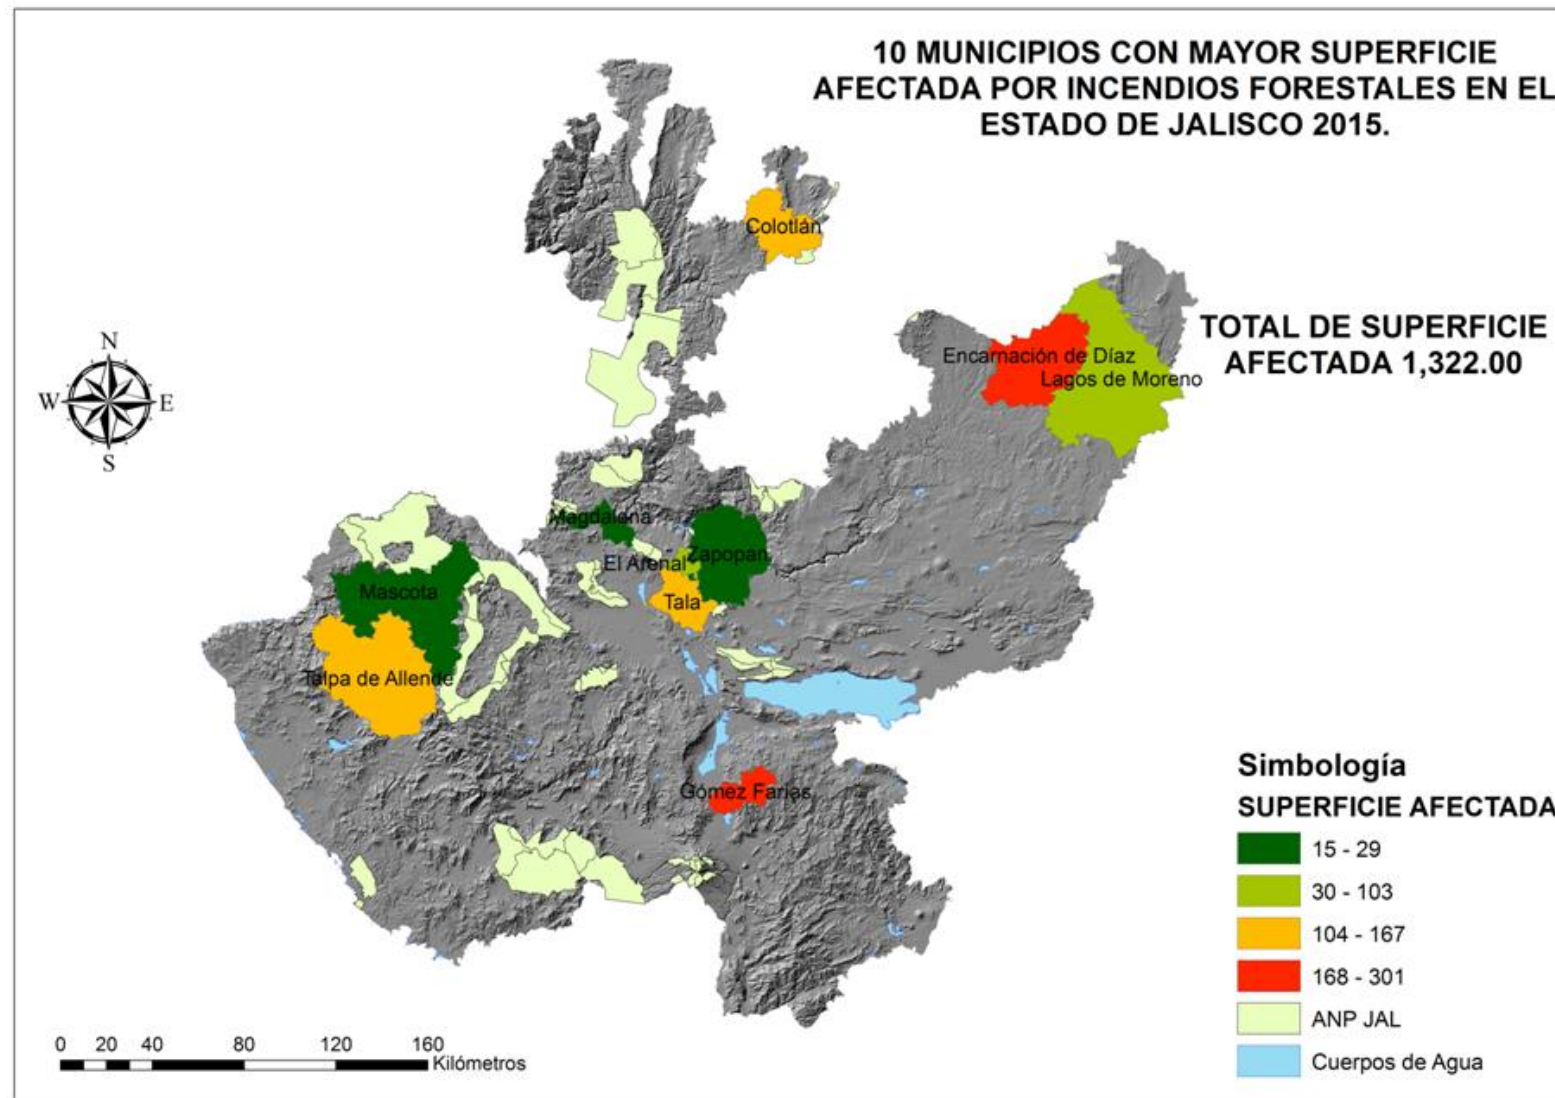 10 MUNICIPIOS CON MAYOR SUPERFICIE
AFECTADA POR INCENDIOS FORESTALES EN EL
ESTADO DE JALISCO 2015.
Colotlán
TOTAL DE SUPERFICIE
AFECTADA 1,322.00
Encarnación de Díaz
Lagos de Moreno
N
W
E
S
Magdalena
Zapopan
El Arenal
Mascota
Tala
Talpa de Allende
Gómez Farías
Simbología
SUPERFICIE AFECTADA
15 - 29
30 - 103
104 - 167
168 - 301
ANP JAL
Cuerpos de Agua
0 20 40 80 120 160
Kilómetros